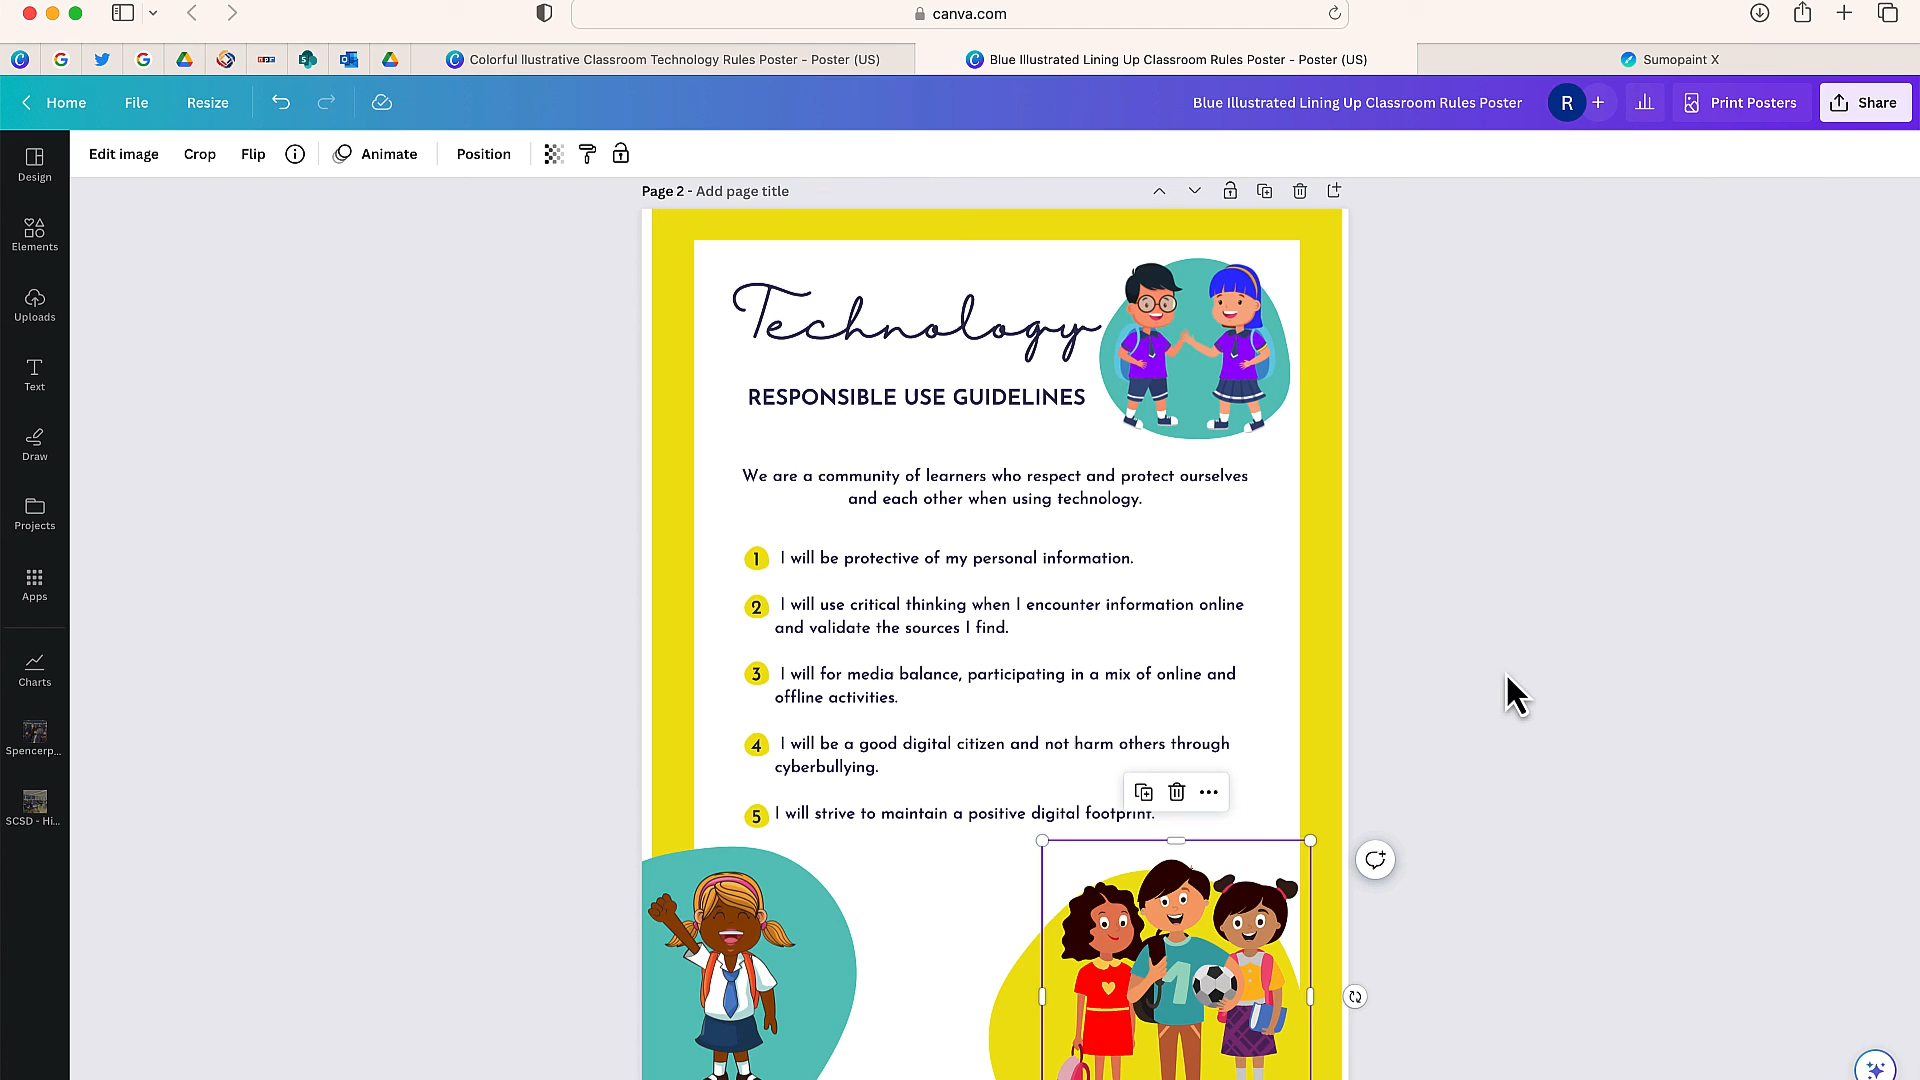 canva.com
Colorful Ilustrative Classroom Technology Rules Poster - Poster (US)
Blue Illustrated Lining Up Classroom Rules Poster - Poster (US)
Sumopaint X
Home
File
Resize
Blue Illustrated Lining Up Classroom Rules Poster
R
Print Posters
Share
Edit image
Crop
Flip
Animate
Position
Design
Elements
Uploads
Text
Draw
Projects
Apps
Charts
Spencerp...
SCSD - Hi...
Page 2 - Add page title
Technology
RESPONSIBLE USE GUIDELINES
We are a community of learners who respect and protect ourselves
and each other when using technology.
1 I will be protective of my personal information.
2 I will use critical thinking when I encounter information online
and validate the sources I find.
3 I will for media balance, participating in a mix of online and
offline activities.
4 I will be a good digital citizen and not harm others through
cyberbullying.
5 I will strive to maintain a positive digital footprint.
1